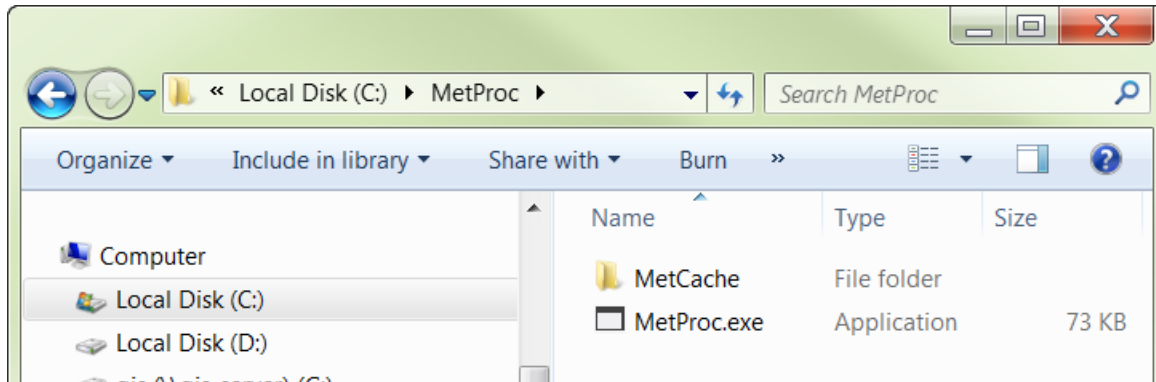 « Local Disk (C:) ▸ MetProc ▸ Search MetProc
Organize Include in library Share with Burn »
Name Type Size
Computer
Local Disk (C:)
Local Disk (D:)
MetCache File folder
MetProc.exe Application 73 KB